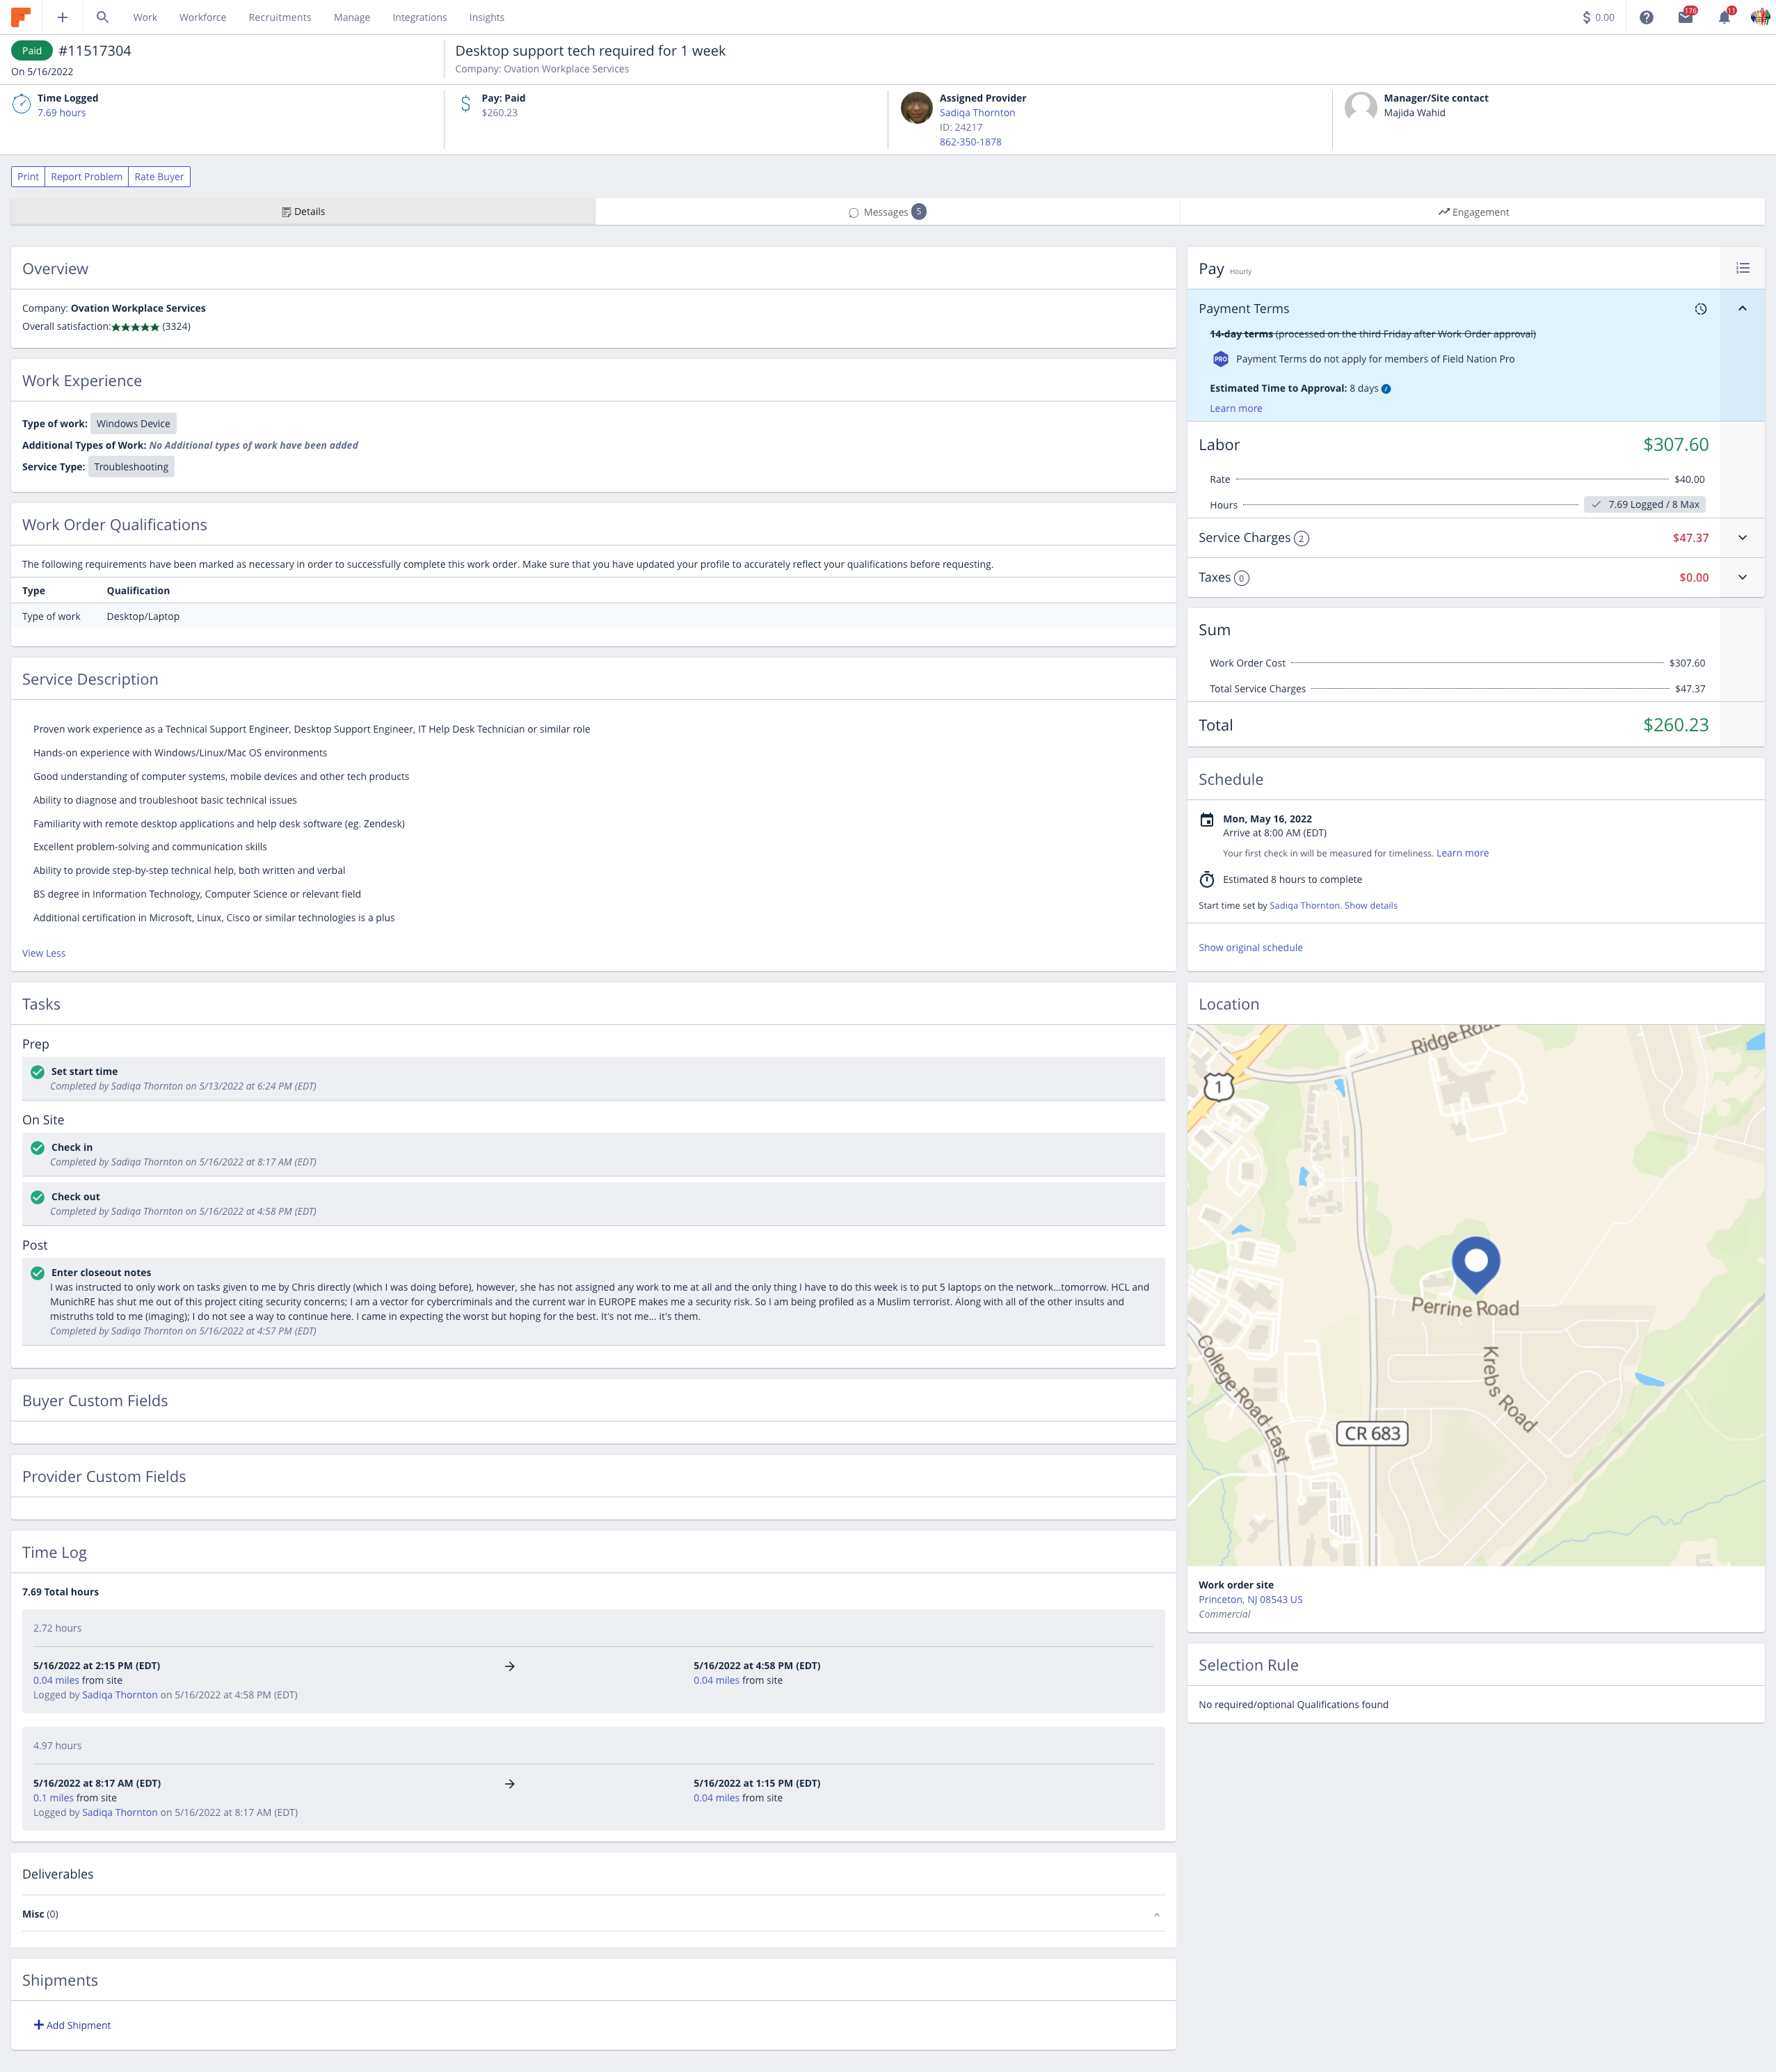 Work Workforce Recruitments Manage Integrations Insights $ 0.00 176 11
Paid #11517304
On 5/16/2022
Desktop support tech required for 1 week
Company: Ovation Workplace Services
Time Logged
7.69 hours
Pay: Paid
$260.23
Assigned Provider
Sadiqa Thornton
ID: 24217
862-350-1878
Manager/Site contact
Majida Wahid
Print Report Problem Rate Buyer
Details Messages 5 Engagement
Overview
Company: Ovation Workplace Services
Overall satisfaction:★★★★★ (3324)
Work Experience
Type of work: Windows Device
Additional Types of Work: No Additional types of work have been added
Service Type: Troubleshooting
Work Order Qualifications
The following requirements have been marked as necessary in order to successfully complete this work order. Make sure that you have updated your profile to accurately reflect your qualifications before requesting.
Type Qualification
Type of work Desktop/Laptop
Service Description
Proven work experience as a Technical Support Engineer, Desktop Support Engineer, IT Help Desk Technician or similar role
Hands-on experience with Windows/Linux/Mac OS environments
Good understanding of computer systems, mobile devices and other tech products
Ability to diagnose and troubleshoot basic technical issues
Familiarity with remote desktop applications and help desk software (eg. Zendesk)
Excellent problem-solving and communication skills
Ability to provide step-by-step technical help, both written and verbal
BS degree in Information Technology, Computer Science or relevant field
Additional certification in Microsoft, Linux, Cisco or similar technologies is a plus
View Less
Tasks
Prep
Set start time
Completed by Sadiqa Thornton on 5/13/2022 at 6:24 PM (EDT)
On Site
Check in
Completed by Sadiqa Thornton on 5/16/2022 at 8:17 AM (EDT)
Check out
Completed by Sadiqa Thornton on 5/16/2022 at 4:58 PM (EDT)
Post
Enter closeout notes
I was instructed to only work on tasks given to me by Chris directly (which I was doing before), however, she has not assigned any work to me at all and the only thing I have to do this week is to put 5 laptops on the network...tomorrow. HCL and
MunichRE has shut me out of this project citing security concerns; I am a vector for cybercriminals and the current war in EUROPE makes me a security risk. So I am being profiled as a Muslim terrorist. Along with all of the other insults and
mistruths told to me (imaging); I do not see a way to continue here. I came in expecting the worst but hoping for the best. It's not me... it's them.
Completed by Sadiqa Thornton on 5/16/2022 at 4:57 PM (EDT)
Buyer Custom Fields
Provider Custom Fields
Time Log
7.69 Total hours
2.72 hours
5/16/2022 at 2:15 PM (EDT) → 5/16/2022 at 4:58 PM (EDT)
0.04 miles from site 0.04 miles from site
Logged by Sadiqa Thornton on 5/16/2022 at 4:58 PM (EDT)
4.97 hours
5/16/2022 at 8:17 AM (EDT) → 5/16/2022 at 1:15 PM (EDT)
0.1 miles from site 0.04 miles from site
Logged by Sadiqa Thornton on 5/16/2022 at 8:17 AM (EDT)
Deliverables
Misc (0)
Shipments
+ Add Shipment
Pay Hourly
Payment Terms
14-day terms (processed on the third Friday after Work Order approval)
PRO Payment Terms do not apply for members of Field Nation Pro
Estimated Time to Approval: 8 days
Learn more
Labor $307.60
Rate $40.00
Hours 7.69 Logged / 8 Max
Service Charges 2 $47.37
Taxes 0 $0.00
Sum
Work Order Cost $307.60
Total Service Charges $47.37
Total $260.23
Schedule
Mon, May 16, 2022
Arrive at 8:00 AM (EDT)
Your first check in will be measured for timeliness. Learn more
Estimated 8 hours to complete
Start time set by Sadiqa Thornton. Show details
Show original schedule
Location
Ridge Road
1
Perrine Road
College Road East
Krebs Road
CR 683
Work order site
Princeton, NJ 08543 US
Commercial
Selection Rule
No required/optional Qualifications found